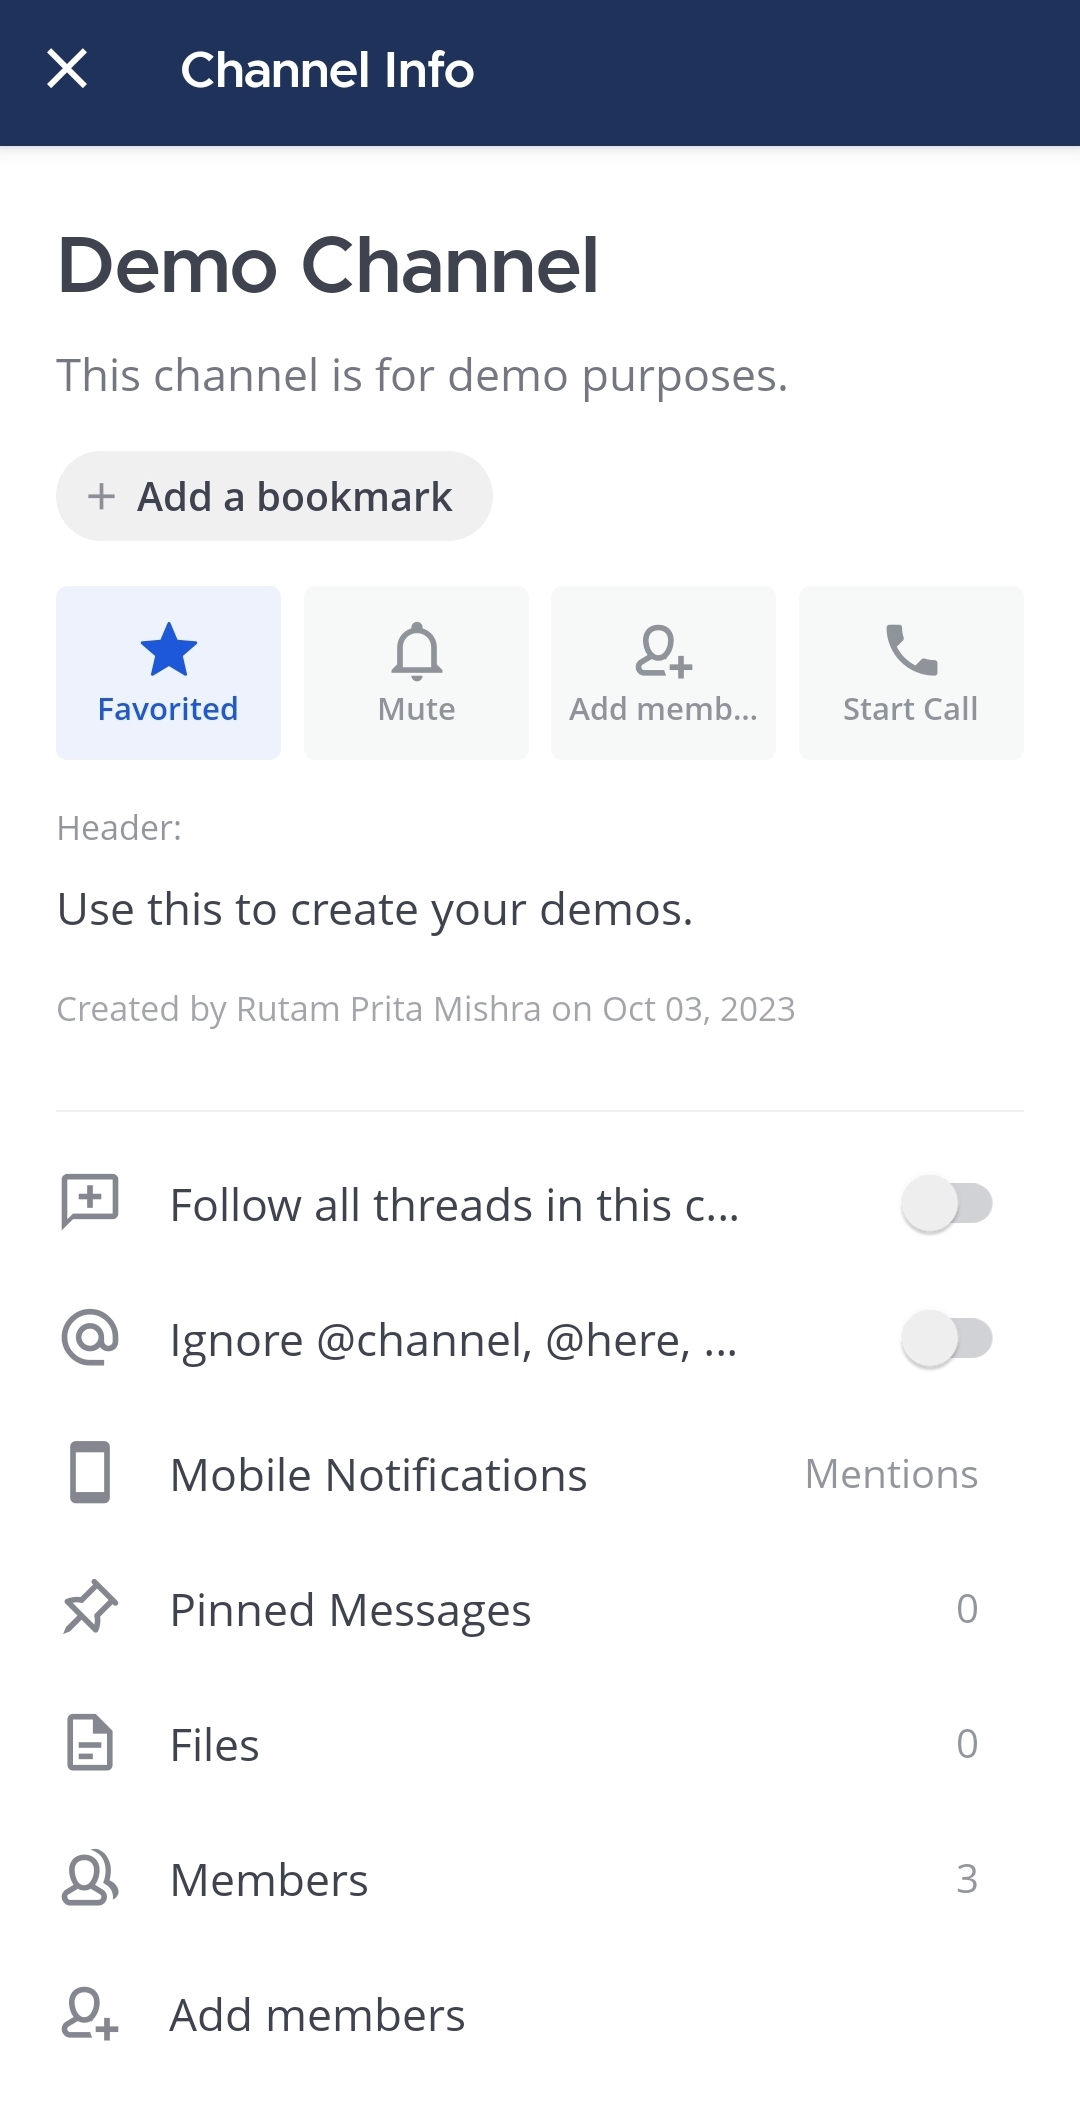 Channel Info
Demo Channel
This channel is for demo purposes.
+ Add a bookmark
Favorited
Mute
Add memb...
Start Call
Header:
Use this to create your demos.
Created by Rutam Prita Mishra on Oct 03, 2023
Follow all threads in this c...
Ignore @channel, @here, ...
Mobile Notifications Mentions
Pinned Messages 0
Files 0
Members 3
Add members